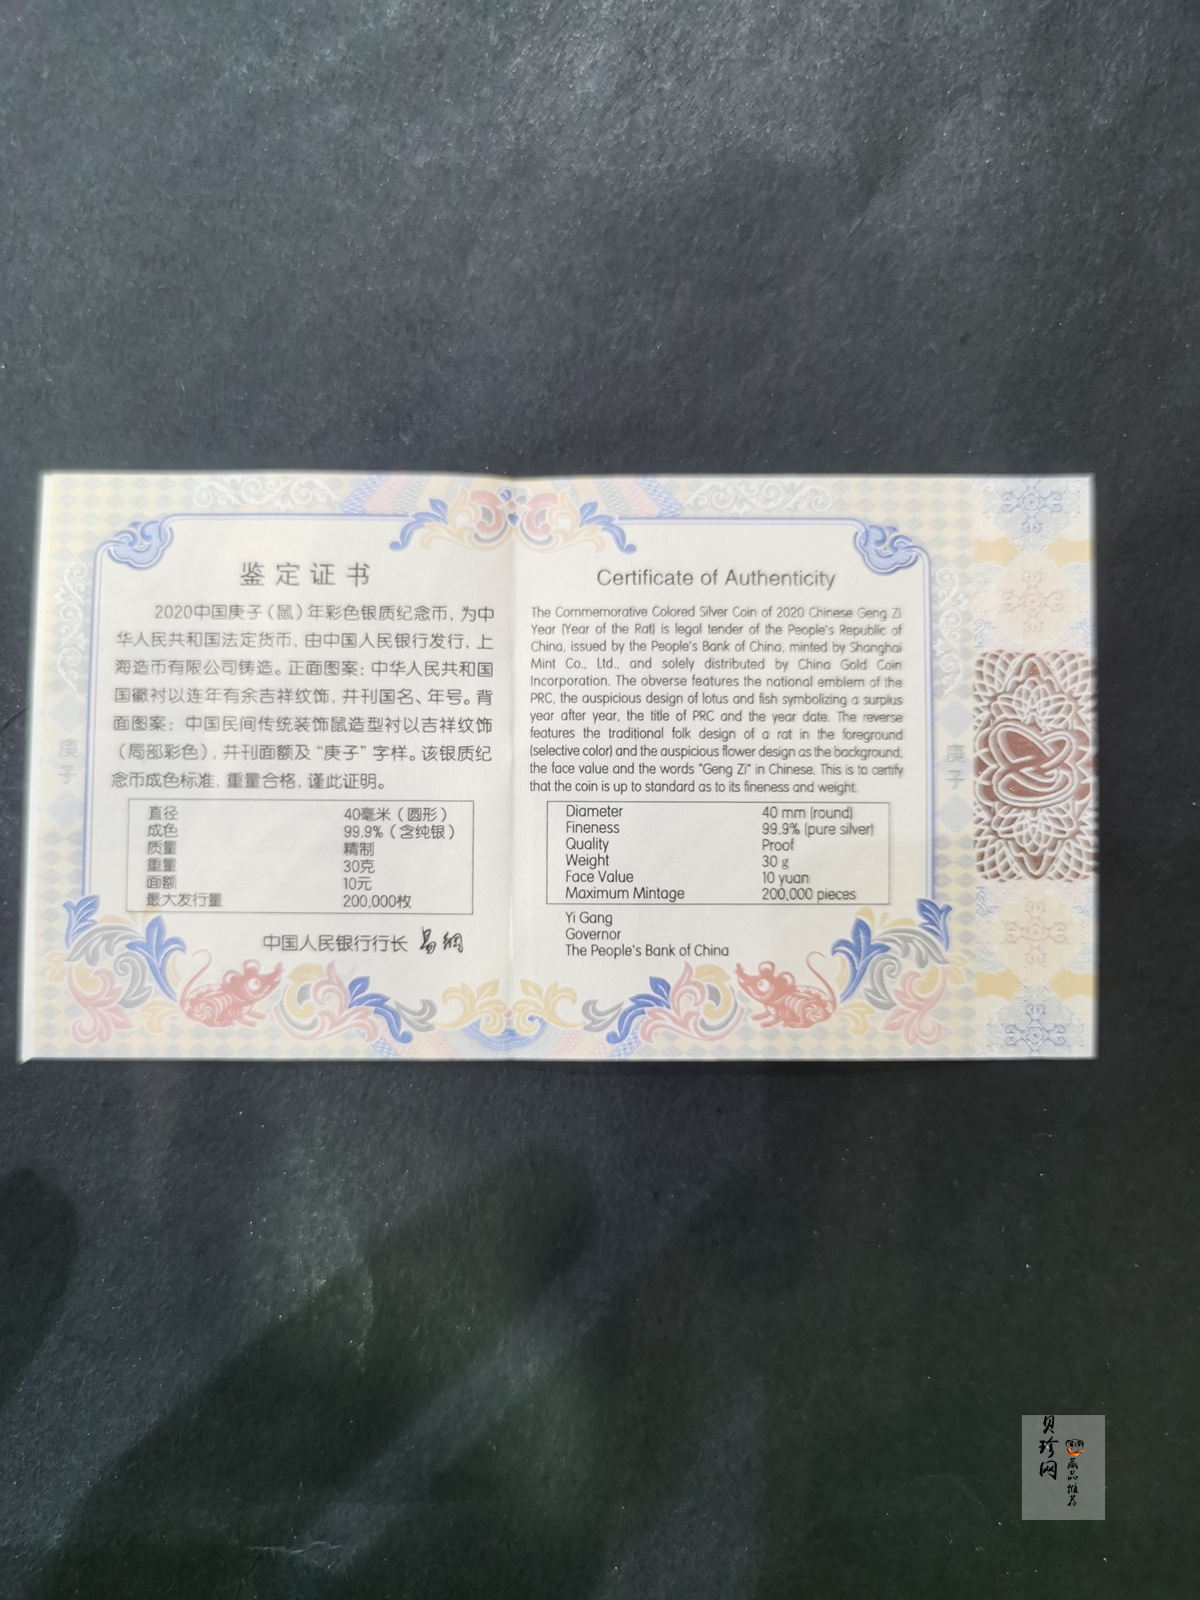 鉴定证书
2020中国庚子（鼠）年彩色银质纪念币，为中
华人民共和国法定货币，由中国人民银行发行，上
海造币有限公司铸造。正面图案：中华人民共和国
国徽衬以连年有余吉祥纹饰，并刊国名、年号。背
面图案：中国民间传统装饰鼠造型衬以吉祥纹饰
（局部彩色），并刊面额及“庚子”字样。该银质纪
念币成色标准，重量合格，谨此证明。
直径 40毫米（圆形）
成色 99.9%（含纯银）
质量 精制
重量 30克
面额 10元
最大发行量 200,000枚
中国人民银行行长 易纲
庚子
Certificate of Authenticity
The Commemorative Colored Silver Coin of 2020 Chinese Geng Zi
Year (Year of the Rat) is legal tender of the People's Republic of
China, issued by the People's Bank of China, minted by Shanghai
Mint Co., Ltd., and solely distributed by China Gold Coin
Incorporation. The obverse features the national emblem of the
PRC, the auspicious design of lotus and fish symbolizing a surplus
year after year, the title of PRC and the year date. The reverse
features the traditional folk design of a rat in the foreground
(selective color) and the auspicious flower design as the background,
the face value and the words "Geng Zi" in Chinese. This is to certify
that the coin is up to standard as to its fineness and weight.
Diameter 40 mm (round)
Fineness 99.9% (pure silver)
Quality Proof
Weight 30 g
Face Value 10 yuan
Maximum Mintage 200,000 pieces
Yi Gang
Governor
The People's Bank of China
庚子
贝珍网
藏品推荐